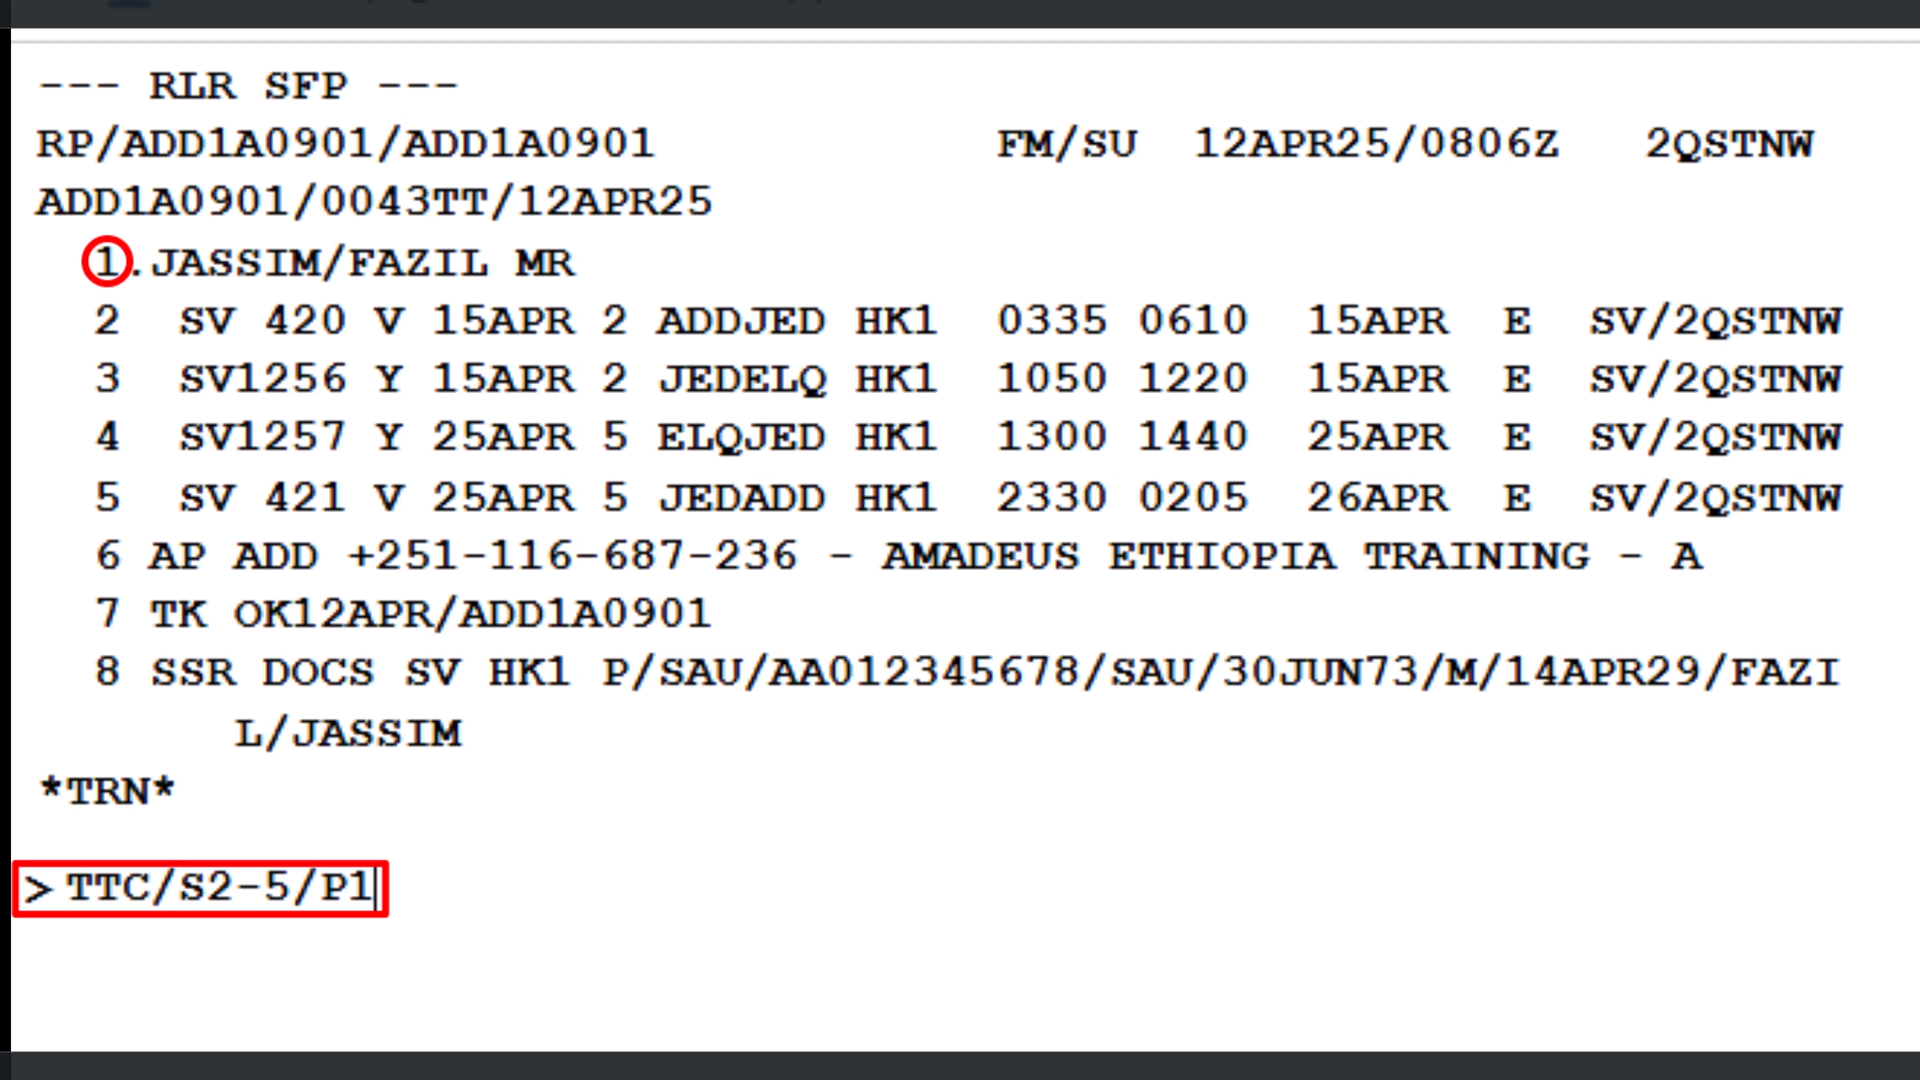 --- RLR SFP ---
RP/ADD1A0901/ADD1A0901 FM/SU 12APR25/0806Z 2QSTNW
ADD1A0901/0043TT/12APR25
1.JASSIM/FAZIL MR
2 SV 420 V 15APR 2 ADDJED HK1 0335 0610 15APR E SV/2QSTNW
3 SV1256 Y 15APR 2 JEDELQ HK1 1050 1220 15APR E SV/2QSTNW
4 SV1257 Y 25APR 5 ELQJED HK1 1300 1440 25APR E SV/2QSTNW
5 SV 421 V 25APR 5 JEDADD HK1 2330 0205 26APR E SV/2QSTNW
6 AP ADD +251-116-687-236 - AMADEUS ETHIOPIA TRAINING - A
7 TK OK12APR/ADD1A0901
8 SSR DOCS SV HK1 P/SAU/AA012345678/SAU/30JUN73/M/14APR29/FAZI
L/JASSIM
*TRN*
> TTC/S2-5/P1